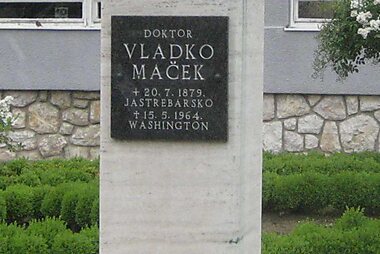 DOKTOR
VLADKO
MAČEK
+ 20. 7. 1879.
JASTREBARSKO
† 15. 5. 1964.
WASHINGTON